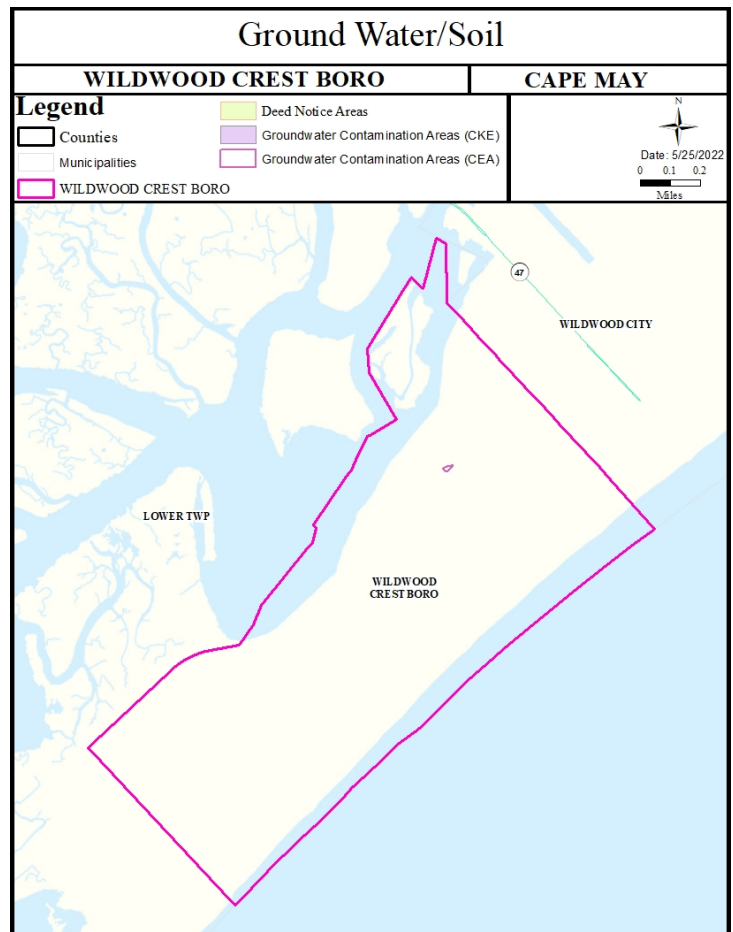 Ground Water/Soil
WILDWOOD CREST BORO
CAPE MAY
Legend
Counties
Municipalities
WILDWOOD CREST BORO
Deed Notice Areas
Groundwater Contamination Areas (CKE)
Groundwater Contamination Areas (CEA)
N
Date: 5/25/2022
0 0.1 0.2
Miles
47
WILDWOOD CITY
LOWER TWP
WILDWOOD
CREST BORO